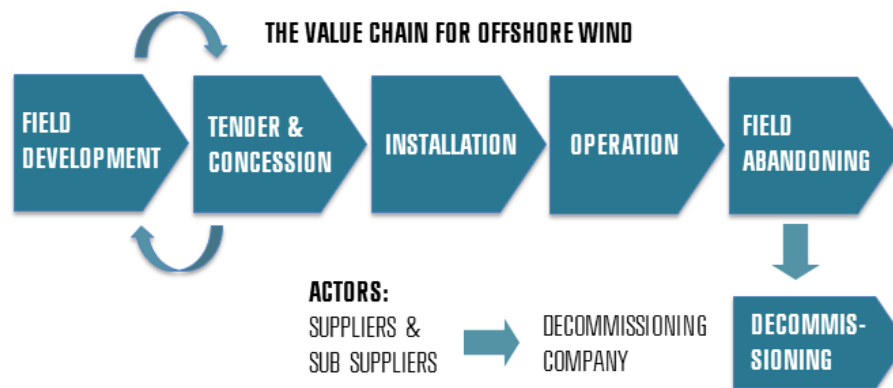 THE VALUE CHAIN FOR OFFSHORE WIND
FIELD
DEVELOPMENT
TENDER &
CONCESSION
INSTALLATION
OPERATION
FIELD
ABANDONING
ACTORS:
SUPPLIERS &
SUB SUPPLIERS
DECOMMISSIONING
COMPANY
DECOMMIS-
SIONING